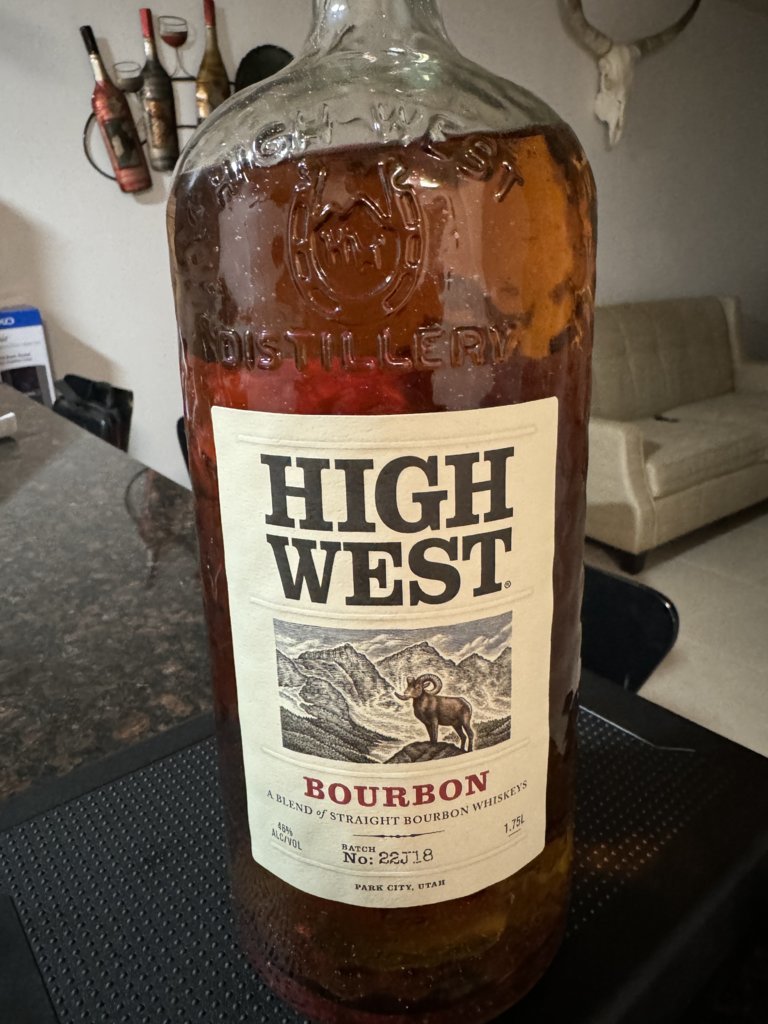 HIGH WEST
DISTILLERY
HIGH
WEST®
BOURBON
A BLEND of STRAIGHT BOURBON WHISKEYS
46%
ALC/VOL
1.75L
BATCH
No: 22J18
PARK CITY, UTAH